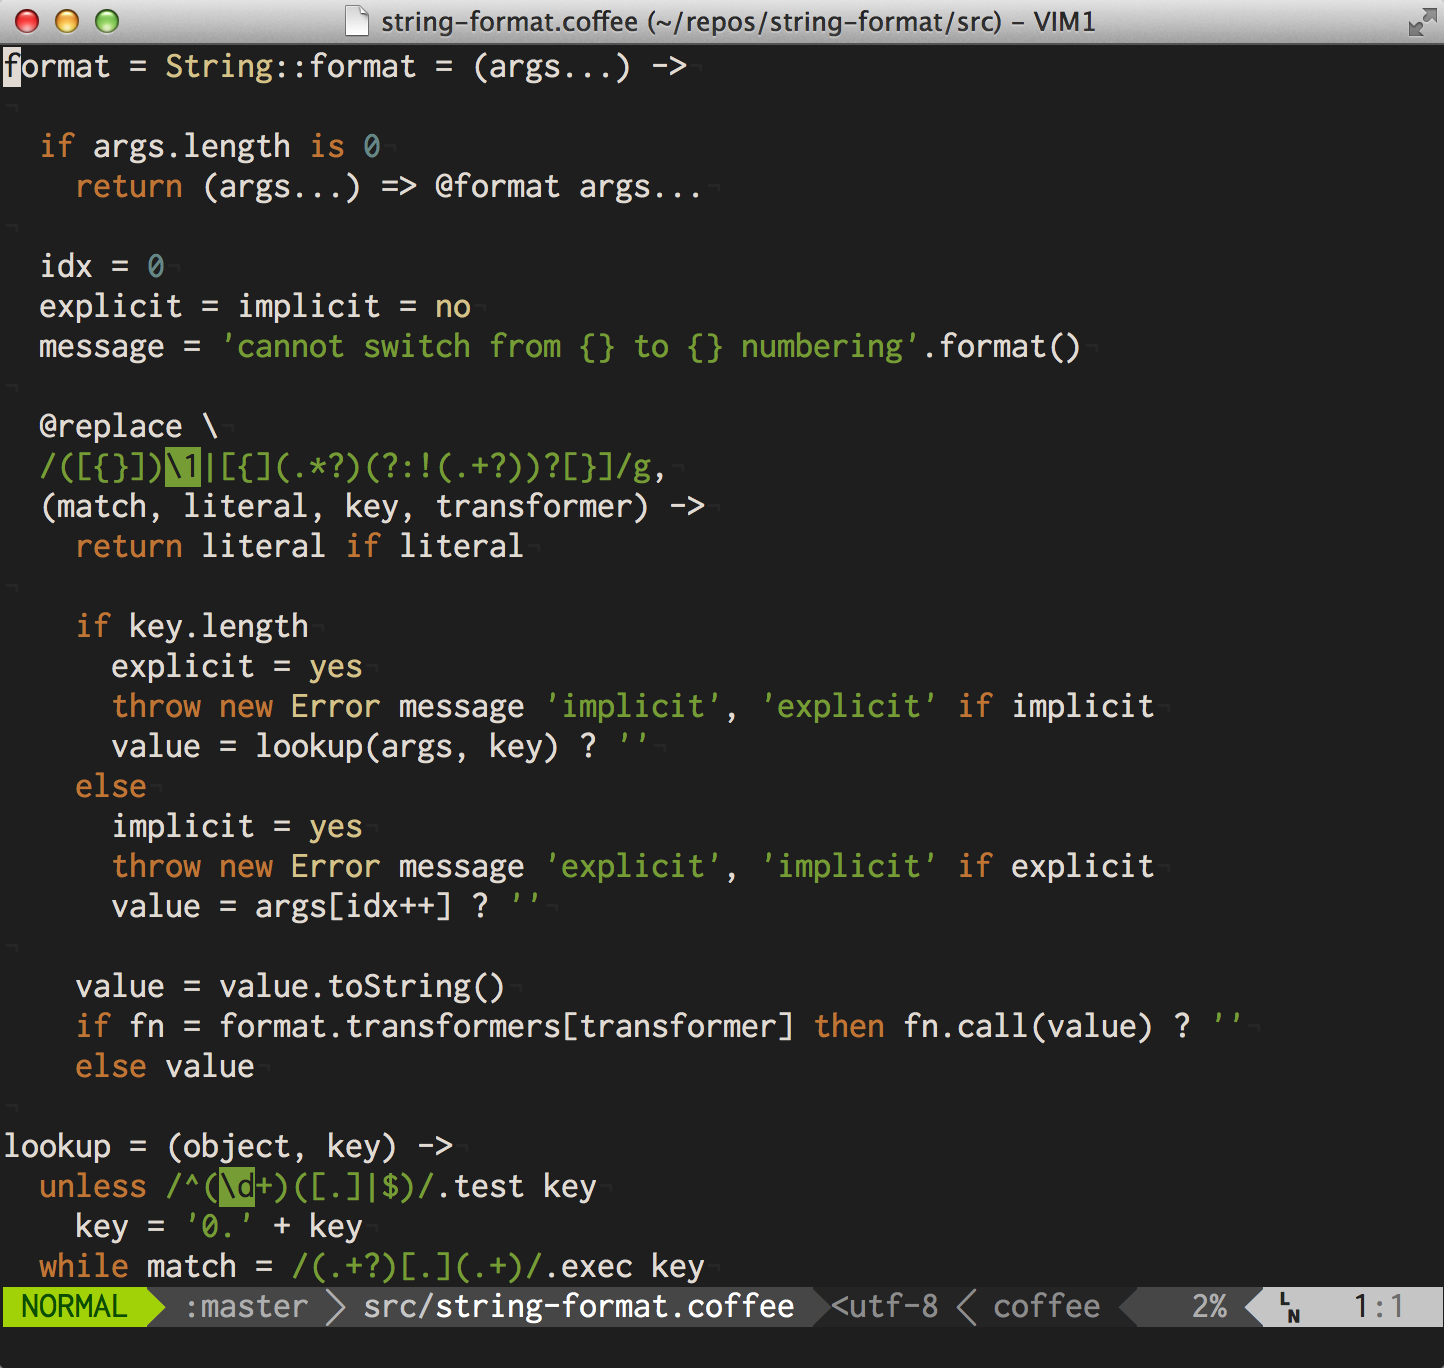 string-format.coffee (~/repos/string-format/src) – VIM1
format = String::format = (args...) ->¬
¬
  if args.length is 0¬
    return (args...) => @format args...¬
¬
  idx = 0¬
  explicit = implicit = no¬
  message = 'cannot switch from {} to {} numbering'.format()¬
¬
  @replace \¬
  /([{}])\1|[{](.*?)(?:!(.+?))?[}]/g,¬
  (match, literal, key, transformer) ->¬
    return literal if literal¬
¬
    if key.length¬
      explicit = yes¬
      throw new Error message 'implicit', 'explicit' if implicit¬
      value = lookup(args, key) ? ''¬
    else¬
      implicit = yes¬
      throw new Error message 'explicit', 'implicit' if explicit¬
      value = args[idx++] ? ''¬
¬
    value = value.toString()¬
    if fn = format.transformers[transformer] then fn.call(value) ? ''¬
    else value¬
¬
lookup = (object, key) ->¬
  unless /^(\d+)([.]|$)/.test key¬
    key = '0.' + key¬
  while match = /(.+?)[.](.+)/.exec key¬
NORMAL :master src/string-format.coffee <utf-8 coffee 2% LN 1:1